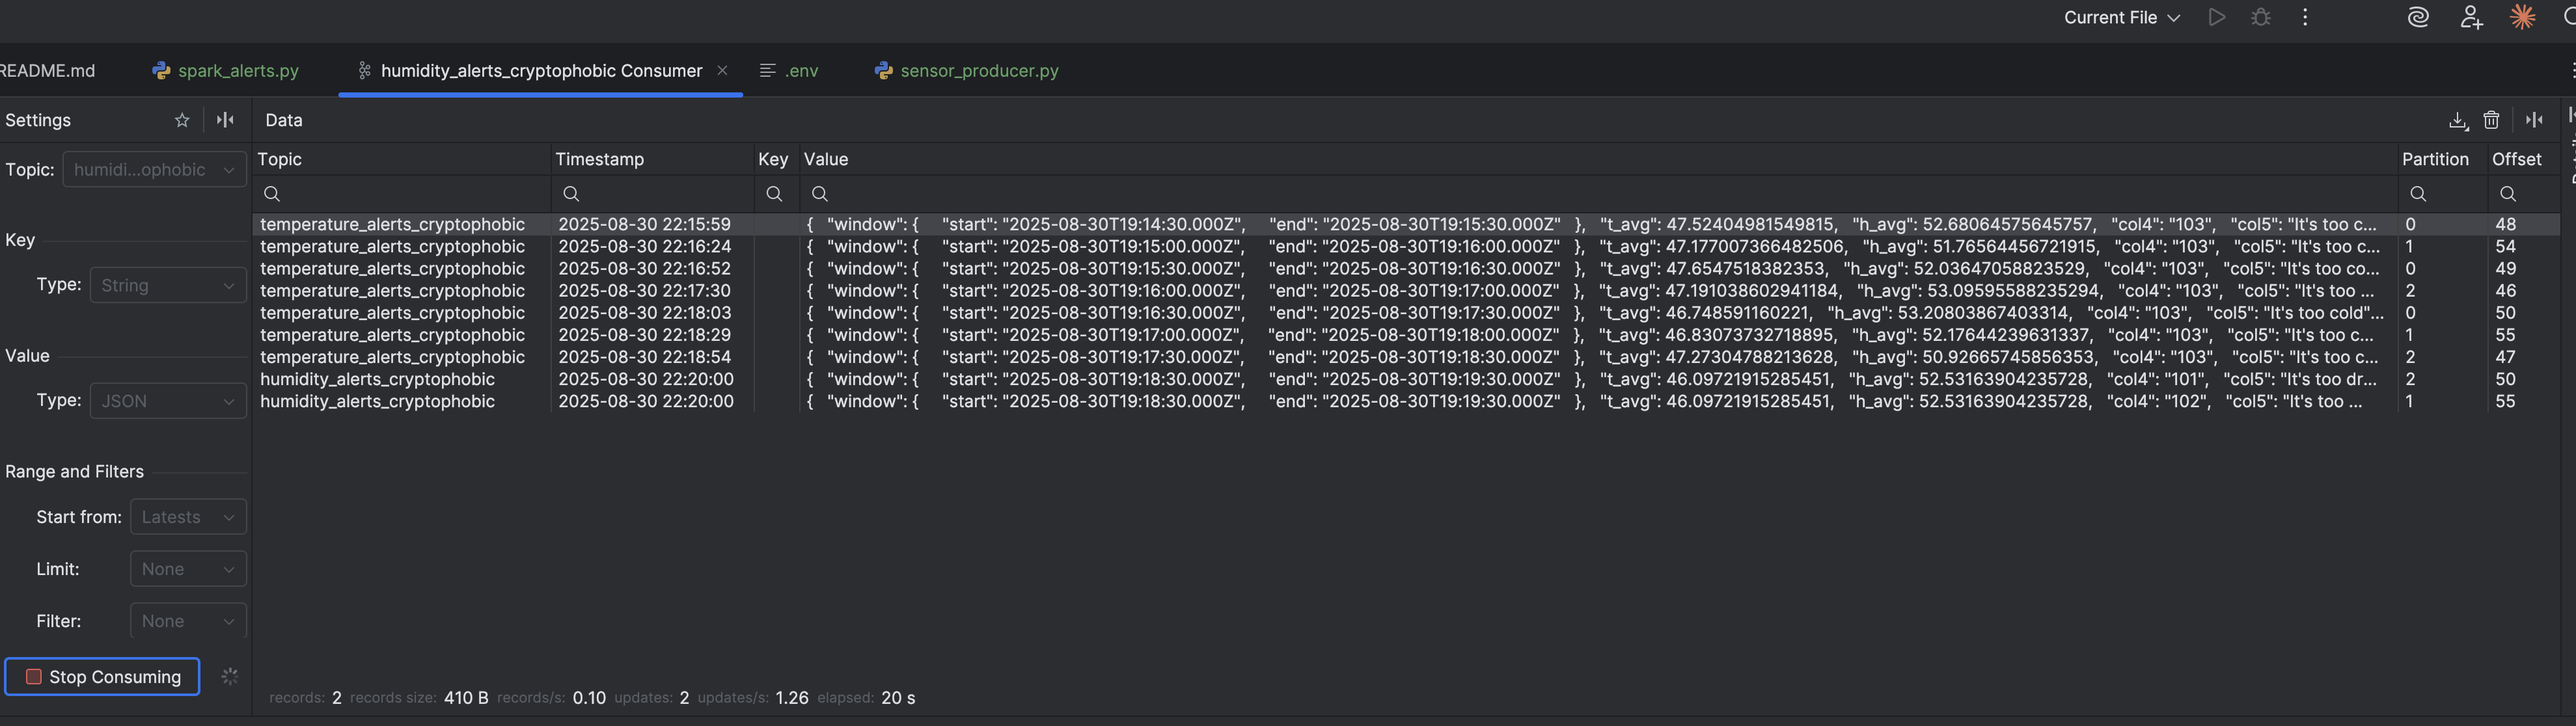 Current File
README.md spark_alerts.py humidity_alerts_cryptophobic Consumer .env sensor_producer.py
Settings
Data
Topic Timestamp Key Value Partition Offset
Topic: humidi...ophobic
Key
Type: String
Value
Type: JSON
Range and Filters
Start from: Latests
Limit: None
Filter: None
Stop Consuming
temperature_alerts_cryptophobic 2025-08-30 22:15:59 { "window": { "start": "2025-08-30T19:14:30.000Z", "end": "2025-08-30T19:15:30.000Z" }, "t_avg": 47.52404981549815, "h_avg": 52.68064575645757, "col4": "103", "col5": "It's too c... 0 48
temperature_alerts_cryptophobic 2025-08-30 22:16:24 { "window": { "start": "2025-08-30T19:15:00.000Z", "end": "2025-08-30T19:16:00.000Z" }, "t_avg": 47.177007366482506, "h_avg": 51.76564456721915, "col4": "103", "col5": "It's too c... 1 54
temperature_alerts_cryptophobic 2025-08-30 22:16:52 { "window": { "start": "2025-08-30T19:15:30.000Z", "end": "2025-08-30T19:16:30.000Z" }, "t_avg": 47.6547518382353, "h_avg": 52.03647058823529, "col4": "103", "col5": "It's too co... 0 49
temperature_alerts_cryptophobic 2025-08-30 22:17:30 { "window": { "start": "2025-08-30T19:16:00.000Z", "end": "2025-08-30T19:17:00.000Z" }, "t_avg": 47.191038602941184, "h_avg": 53.09595588235294, "col4": "103", "col5": "It's too ... 2 46
temperature_alerts_cryptophobic 2025-08-30 22:18:03 { "window": { "start": "2025-08-30T19:16:30.000Z", "end": "2025-08-30T19:17:30.000Z" }, "t_avg": 46.748591160221, "h_avg": 53.20803867403314, "col4": "103", "col5": "It's too cold"... 0 50
temperature_alerts_cryptophobic 2025-08-30 22:18:29 { "window": { "start": "2025-08-30T19:17:00.000Z", "end": "2025-08-30T19:18:00.000Z" }, "t_avg": 46.83073732718895, "h_avg": 52.17644239631337, "col4": "103", "col5": "It's too c... 1 55
temperature_alerts_cryptophobic 2025-08-30 22:18:54 { "window": { "start": "2025-08-30T19:17:30.000Z", "end": "2025-08-30T19:18:30.000Z" }, "t_avg": 47.27304788213628, "h_avg": 50.92665745856353, "col4": "103", "col5": "It's too c... 2 47
humidity_alerts_cryptophobic 2025-08-30 22:20:00 { "window": { "start": "2025-08-30T19:18:30.000Z", "end": "2025-08-30T19:19:30.000Z" }, "t_avg": 46.09721915285451, "h_avg": 52.53163904235728, "col4": "101", "col5": "It's too dr... 2 50
humidity_alerts_cryptophobic 2025-08-30 22:20:00 { "window": { "start": "2025-08-30T19:18:30.000Z", "end": "2025-08-30T19:19:30.000Z" }, "t_avg": 46.09721915285451, "h_avg": 52.53163904235728, "col4": "102", "col5": "It's too ... 1 55
records: 2 records size: 410 B records/s: 0.10 updates: 2 updates/s: 1.26 elapsed: 20 s